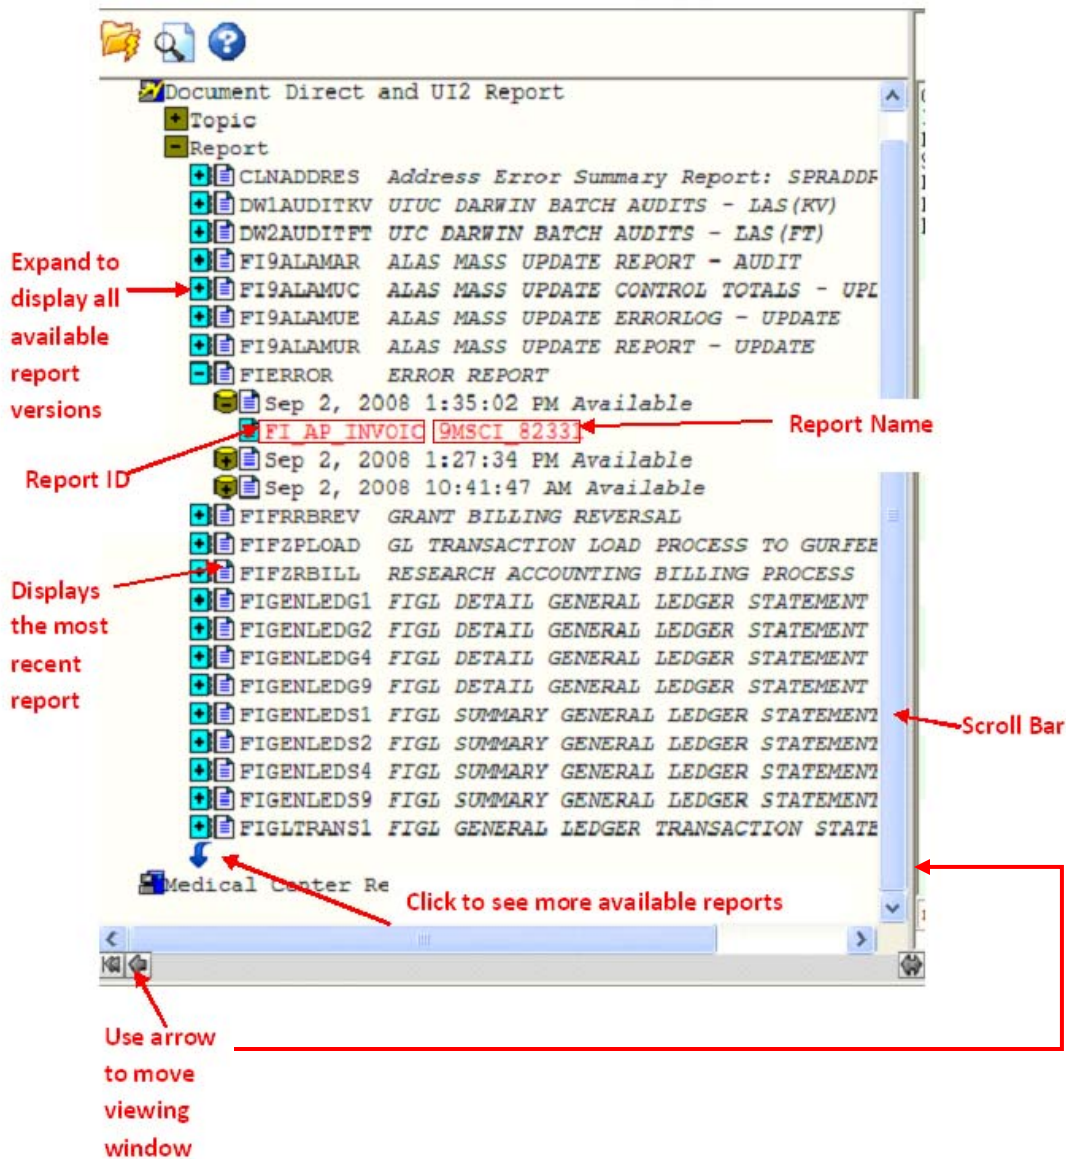 Document Direct and UI2 Report
Topic
Report
CLNADDRES Address Error Summary Report: SPRADDR
DW1AUDITKV UIUC DARWIN BATCH AUDITS - LAS(KV)
DW2AUDITFT UIC DARWIN BATCH AUDITS - LAS(FT)
FI9ALAMAR ALAS MASS UPDATE REPORT - AUDIT
FI9ALAMUC ALAS MASS UPDATE CONTROL TOTALS - UPD
FI9ALAMUE ALAS MASS UPDATE ERRORLOG - UPDATE
FI9ALAMUR ALAS MASS UPDATE REPORT - UPDATE
FIERROR ERROR REPORT
Sep 2, 2008 1:35:02 PM Available
FI_AP_INVOIC 9MSCI_82331
Sep 2, 2008 1:27:34 PM Available
Sep 2, 2008 10:41:47 AM Available
FIFRRBREV GRANT BILLING REVERSAL
FIFZPLOAD GL TRANSACTION LOAD PROCESS TO GURFEE
FIFZRBILL RESEARCH ACCOUNTING BILLING PROCESS
FIGENLEDG1 FIGL DETAIL GENERAL LEDGER STATEMENT
FIGENLEDG2 FIGL DETAIL GENERAL LEDGER STATEMENT
FIGENLEDG4 FIGL DETAIL GENERAL LEDGER STATEMENT
FIGENLEDG9 FIGL DETAIL GENERAL LEDGER STATEMENT
FIGENLEDS1 FIGL SUMMARY GENERAL LEDGER STATEMENT
FIGENLEDS2 FIGL SUMMARY GENERAL LEDGER STATEMENT
FIGENLEDS4 FIGL SUMMARY GENERAL LEDGER STATEMENT
FIGENLEDS9 FIGL SUMMARY GENERAL LEDGER STATEMENT
FIGLTRANS1 FIGL GENERAL LEDGER TRANSACTION STATE
Medical Center Re
Expand to
display all
available
report
versions
Report ID
Report Name
Displays
the most
recent
report
Scroll Bar
Click to see more available reports
Use arrow
to move
viewing
window